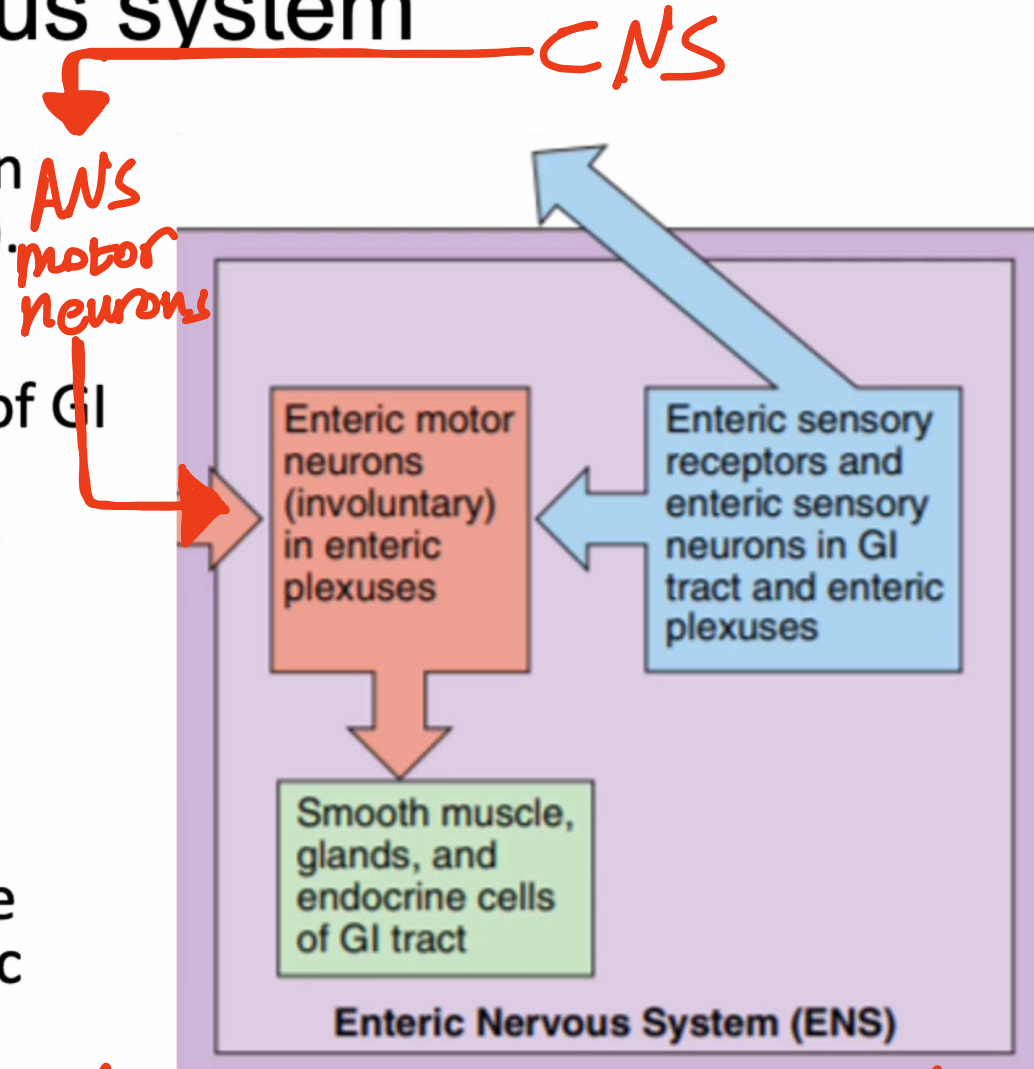 us system
CNS
n
ANS
motor
neurons
of GI
Enteric motor
neurons
(involuntary)
in enteric
plexuses
Enteric sensory
receptors and
enteric sensory
neurons in GI
tract and enteric
plexuses
Smooth muscle,
glands, and
endocrine cells
of GI tract
e
c
Enteric Nervous System (ENS)